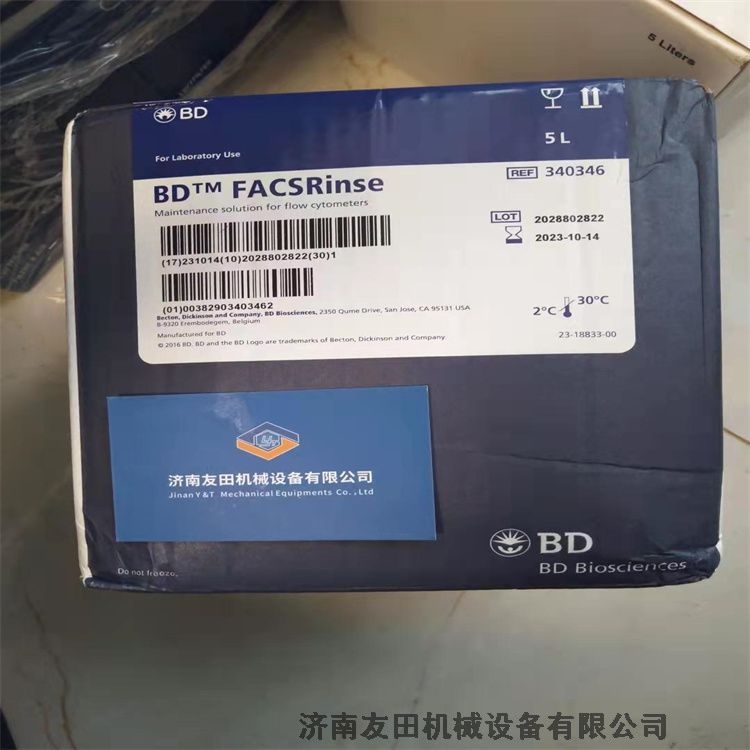 5 Liters
BD
For Laboratory Use
5 L
BD™ FACSRinse
REF 340346
Maintenance solution for flow cytometers
LOT 2028802822
2023-10-14
(17)231014(10)2028802822(30)1
(01)00382903403462
2°C 30°C
Becton, Dickinson and Company, BD Biosciences, 2350 Qume Drive, San Jose, CA 95131 USA
B-9320 Erembodegem, Belgium
Manufactured for BD
© 2016 BD. BD and the BD Logo are trademarks of Becton, Dickinson and Company.
23-18833-00
济南友田机械设备有限公司
Jinan Y&T Mechanical Equipments Co.,Ltd
BD
BD Biosciences
Do not freeze.
济南友田机械设备有限公司